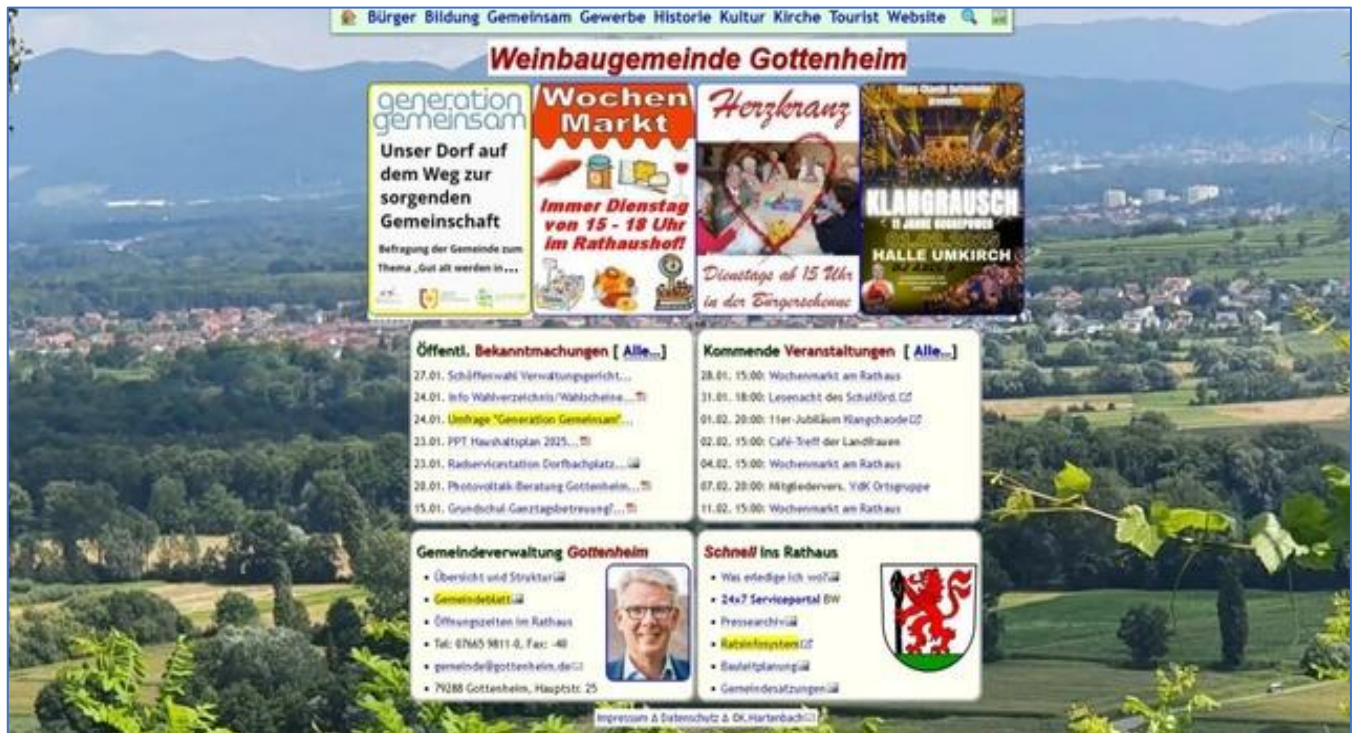 Bürger Bildung Gemeinsam Gewerbe Historie Kultur Kirche Tourist Website
Weinbaugemeinde Gottenheim
generation
gemeinsam
Unser Dorf auf
dem Weg zur
sorgenden
Gemeinschaft
Befragung der Gemeinde zum
Thema „Gut alt werden in...
Wochen
Markt
Immer Dienstag
von 15 - 18 Uhr
im Rathaushof!
Herzkranz
Dienstags ab 15 Uhr
in der Bürgerscheune
KLANGRAUSCH
11 JAHRE GUGGEPOWER
HALLE UMKIRCH
Öffentl. Bekanntmachungen [ Alle...]
27.01. Schöffenwahl Verwaltungsgericht...
24.01. Info Wahlverzeichnis/Wahlscheine...
24.01. Umfrage "Generation Gemeinsam"...
23.01. PPT Haushaltsplan 2025...
23.01. Radservicestation Dorfbachplatz...
20.01. Photovoltaik-Beratung Gottenheim...
15.01. Grundschul-Ganztagsbetreuung?...
Kommende Veranstaltungen [ Alle...]
28.01. 15:00: Wochenmarkt am Rathaus
31.01. 18:00: Lesenacht des Schulförd.
01.02. 20:00: 11er-Jubiläum Klangchaode
02.02. 15:00: Café-Treff der Landfrauen
04.02. 15:00: Wochenmarkt am Rathaus
07.02. 20:00: Mitgliedervers. VdK Ortsgruppe
11.02. 15:00: Wochenmarkt am Rathaus
Gemeindeverwaltung Gottenheim
• Übersicht und Struktur
• Gemeindeblatt
• Öffnungszeiten im Rathaus
• Tel: 07665 9811-0, Fax: -40
• gemeinde@gottenheim.de
• 79288 Gottenheim, Hauptstr. 25
Schnell ins Rathaus
• Was erledige ich wo?
• 24x7 Serviceportal BW
• Pressearchiv
• Ratsinfosystem
• Bauleitplanung
• Gemeindesatzungen
Impressum Δ Datenschutz Δ DK.Hartenbach